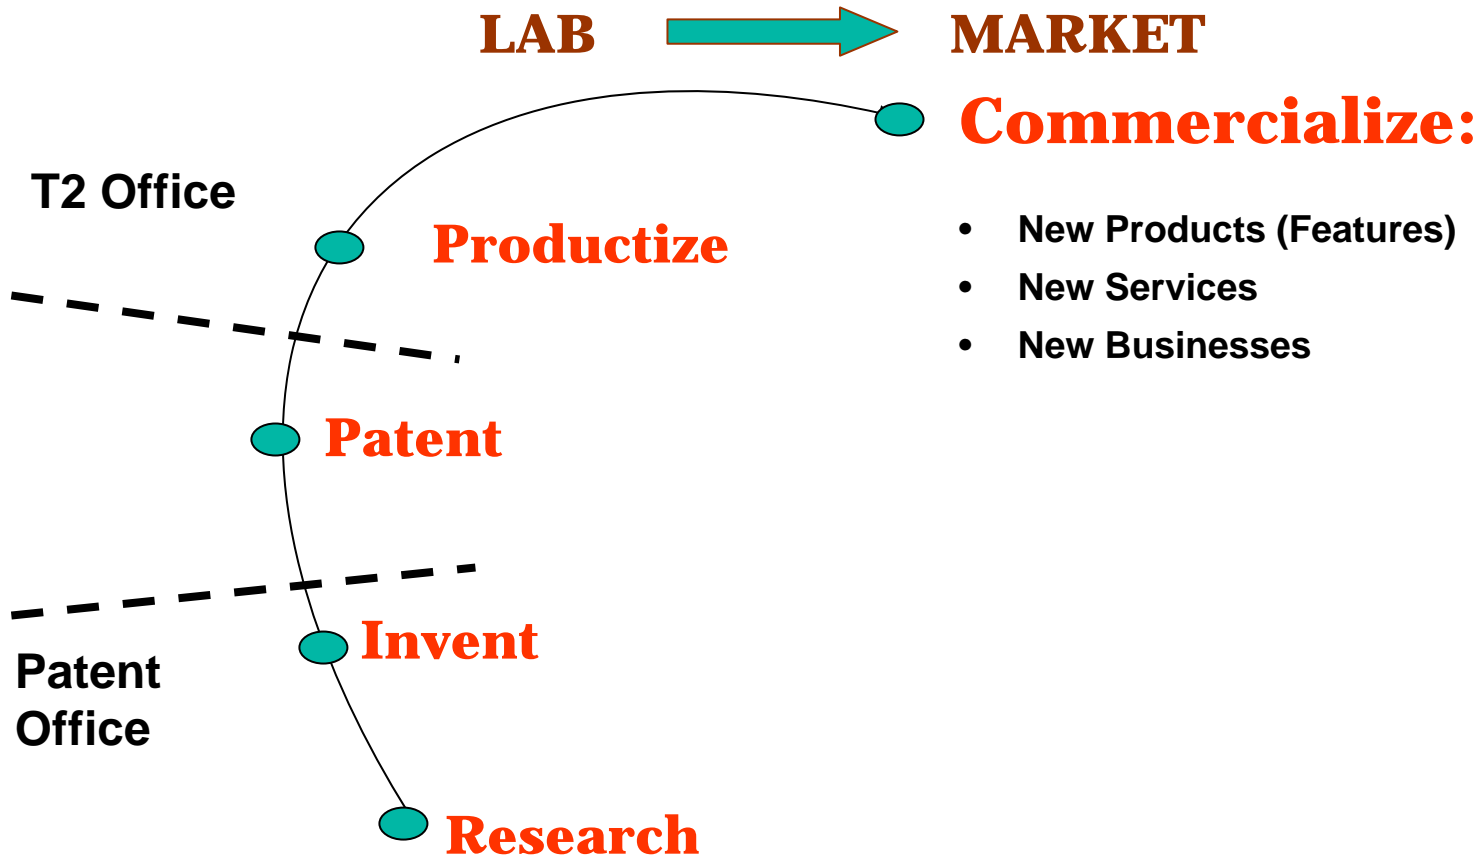 LAB MARKET
Commercialize:
T2 Office
Productize
• New Products (Features)
• New Services
• New Businesses
Patent
Invent
Patent
Office
Research